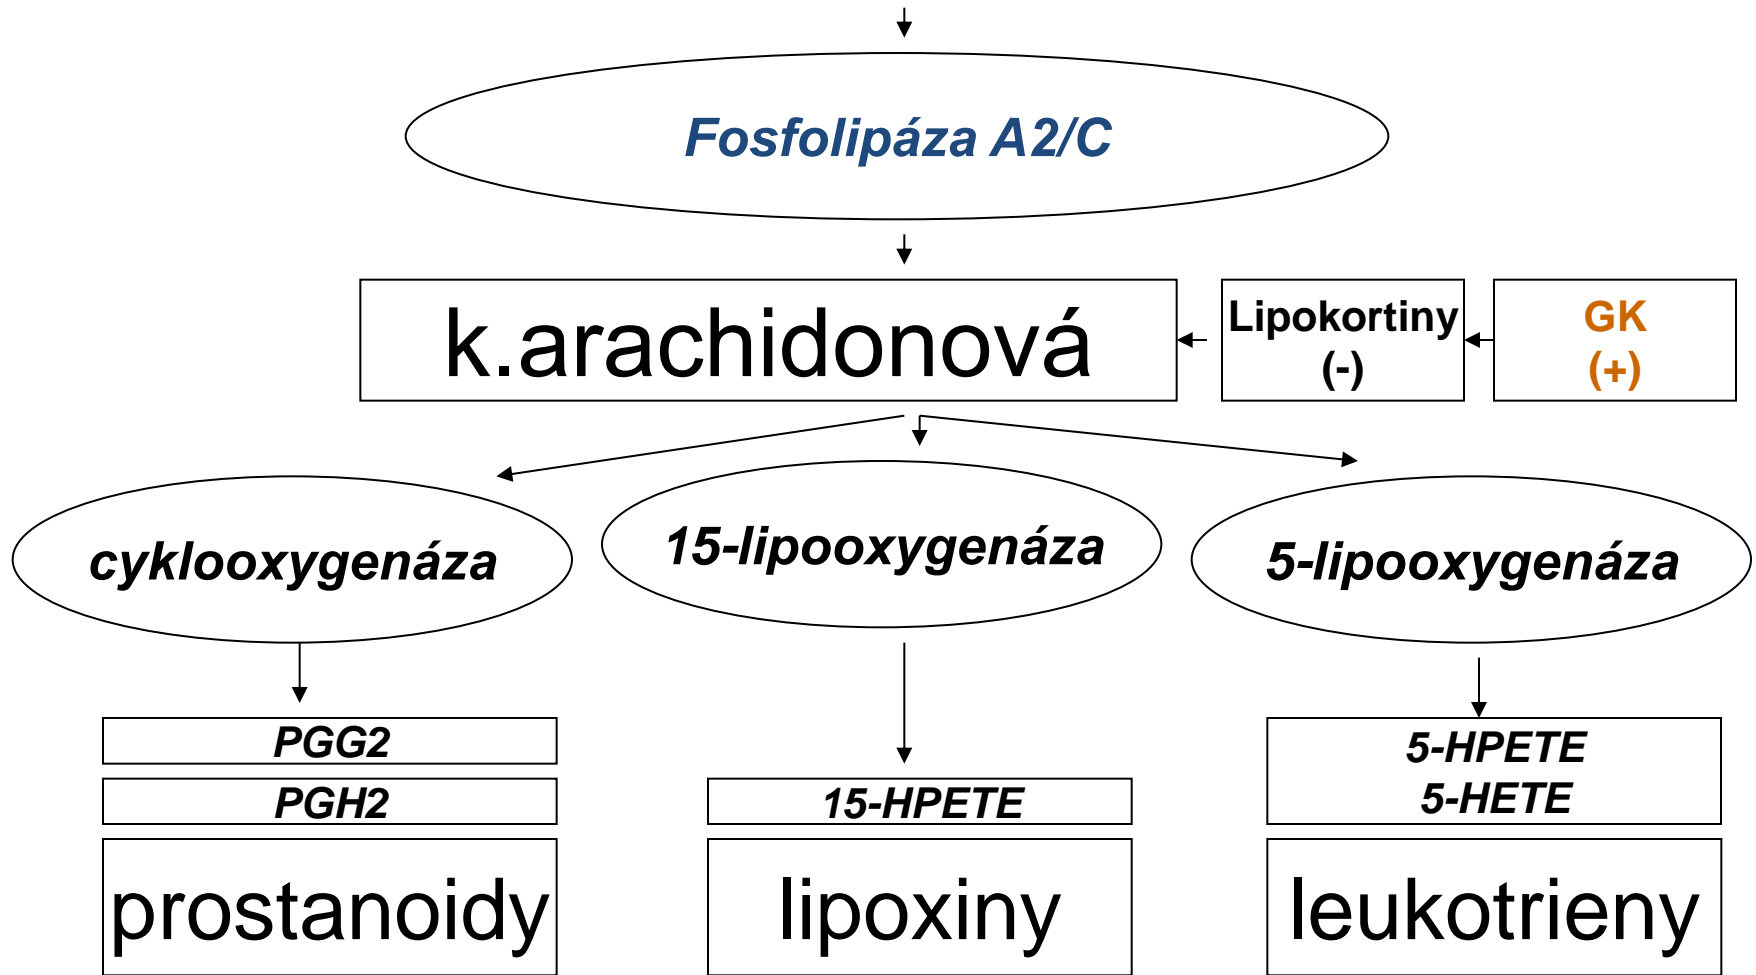 Fosfolipáza A2/C
k.arachidonová
Lipokortiny
(-)
GK
(+)
cyklooxygenáza
15-lipooxygenáza
5-lipooxygenáza
PGG2
PGH2
prostanoidy
15-HPETE
lipoxiny
5-HPETE
5-HETE
leukotrieny